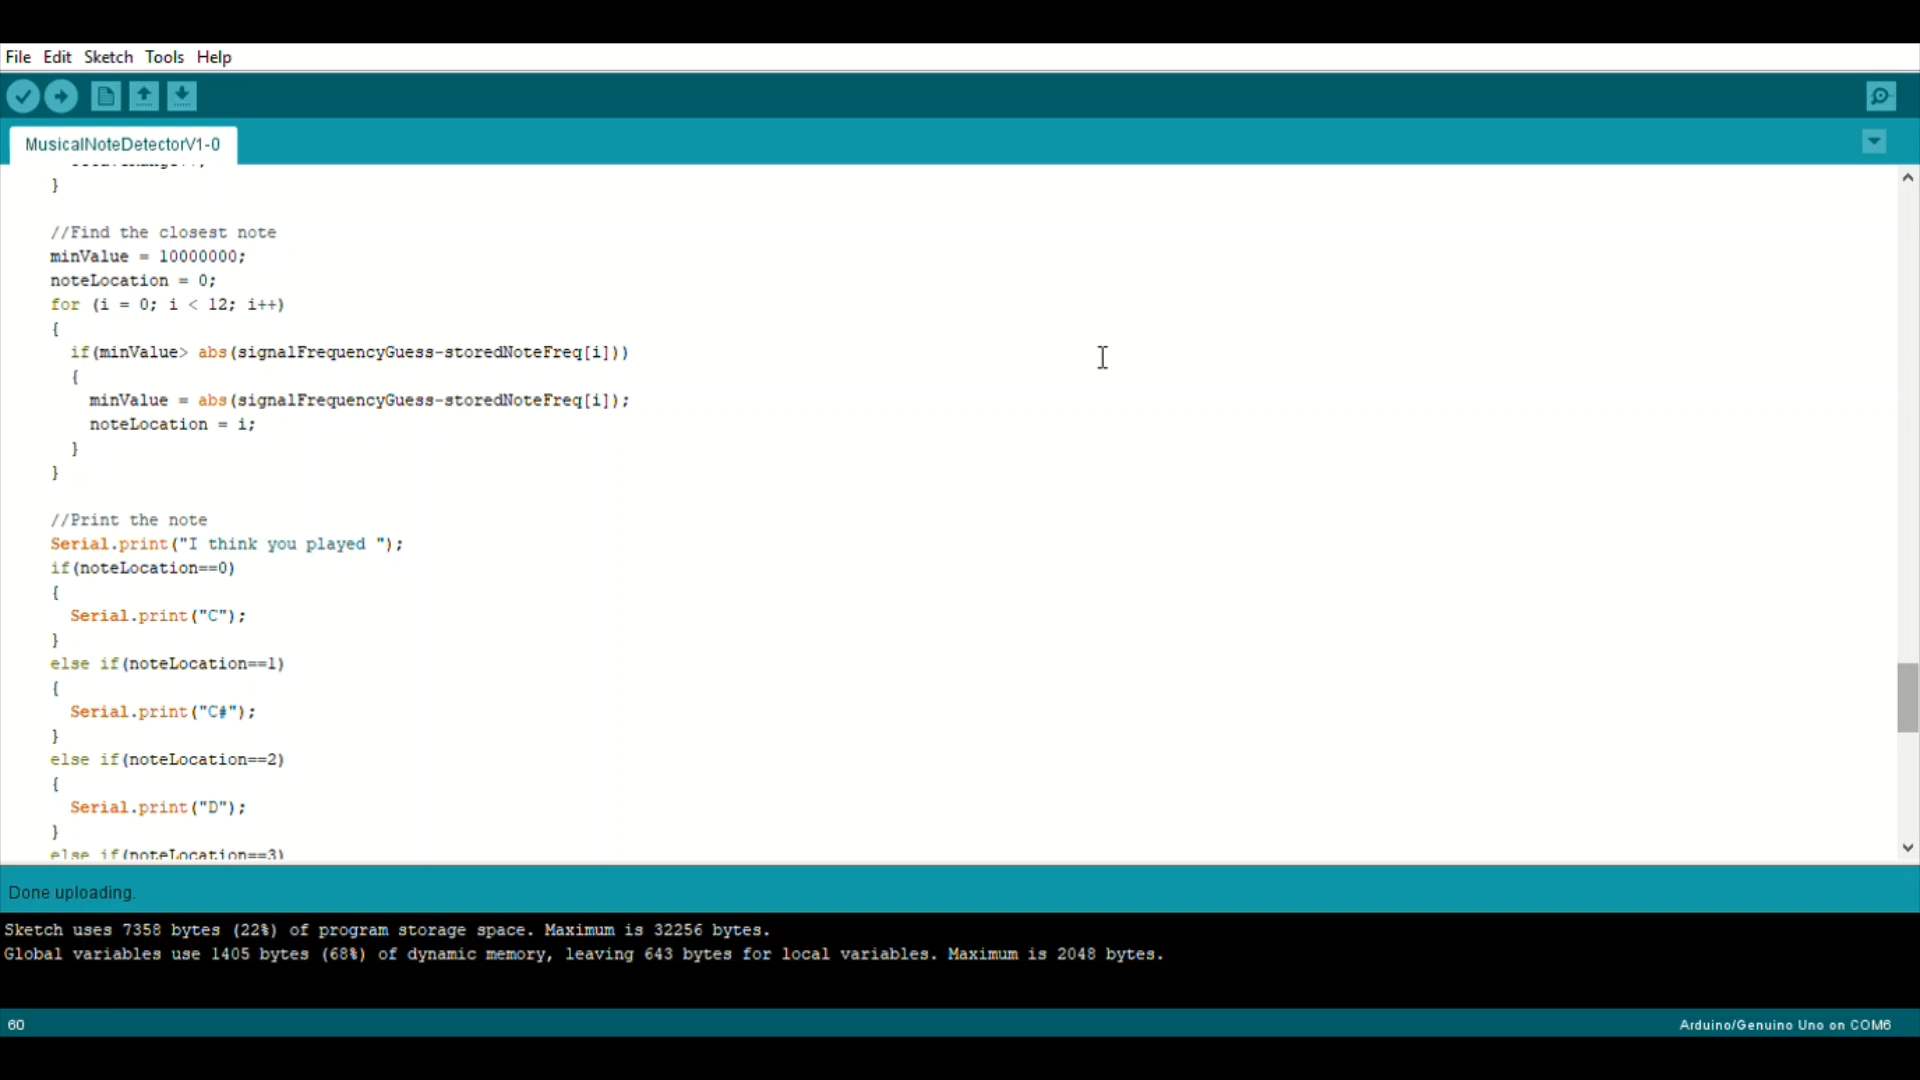 File Edit Sketch Tools Help
MusicalNoteDetectorV1-0
}
//Find the closest note
minValue = 10000000;
noteLocation = 0;
for (i = 0; i < 12; i++)
{
if(minValue> abs(signalFrequencyGuess-storedNoteFreq[i]))
{
minValue = abs(signalFrequencyGuess-storedNoteFreq[i]);
noteLocation = i;
}
}
//Print the note
Serial.print("I think you played ");
if(noteLocation==0)
{
Serial.print("C");
}
else if(noteLocation==1)
{
Serial.print("C#");
}
else if(noteLocation==2)
{
Serial.print("D");
}
else if(noteLocation==3)
Done uploading.
Sketch uses 7358 bytes (22%) of program storage space. Maximum is 32256 bytes.
Global variables use 1405 bytes (68%) of dynamic memory, leaving 643 bytes for local variables. Maximum is 2048 bytes.
60 Arduino/Genuino Uno on COM6